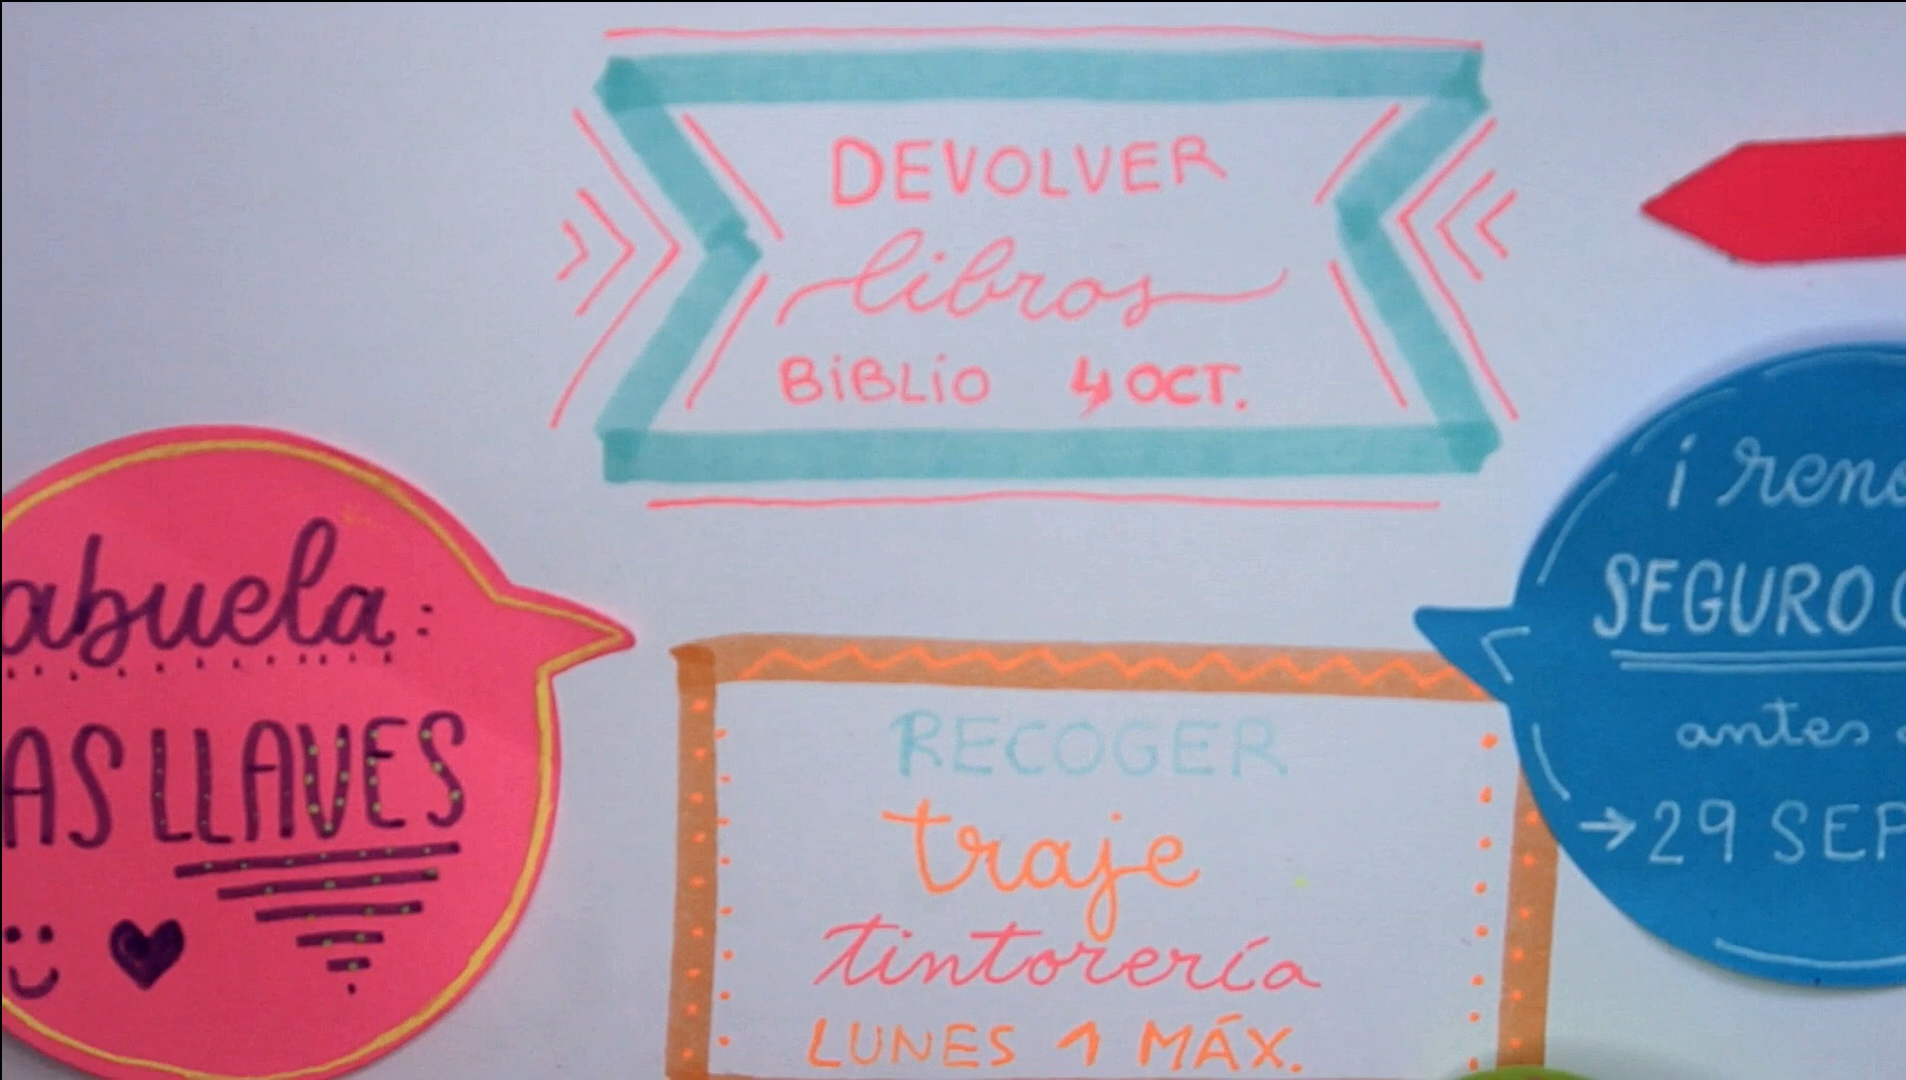 DEVOLVER
libros
BiBLiO 4 OCT.
abuela:
AS LLAVES
RECOGER
traje
tintorería
LUNES 1 MÁX.
¡ reno
SEGURO
antes
→ 29 SEP